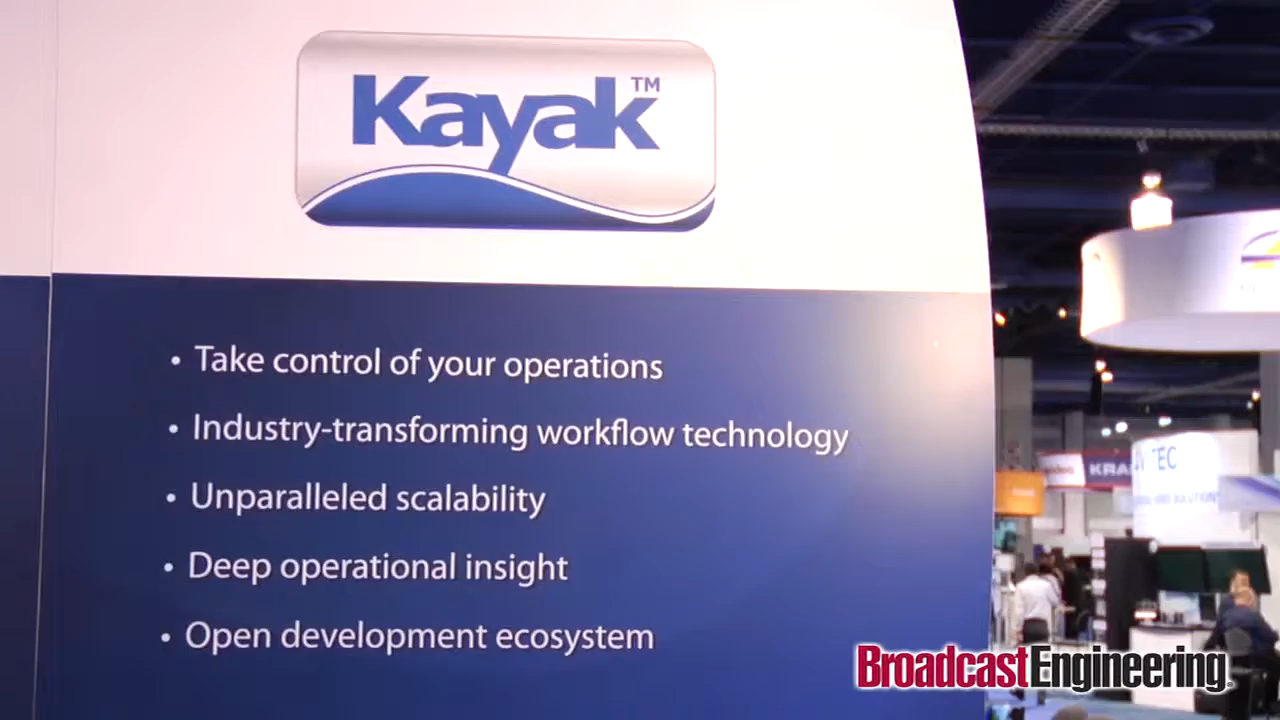 Kayak™
• Take control of your operations
• Industry-transforming workflow technology
• Unparalleled scalability
• Deep operational insight
• Open development ecosystem
TEC
BroadcastEngineering®